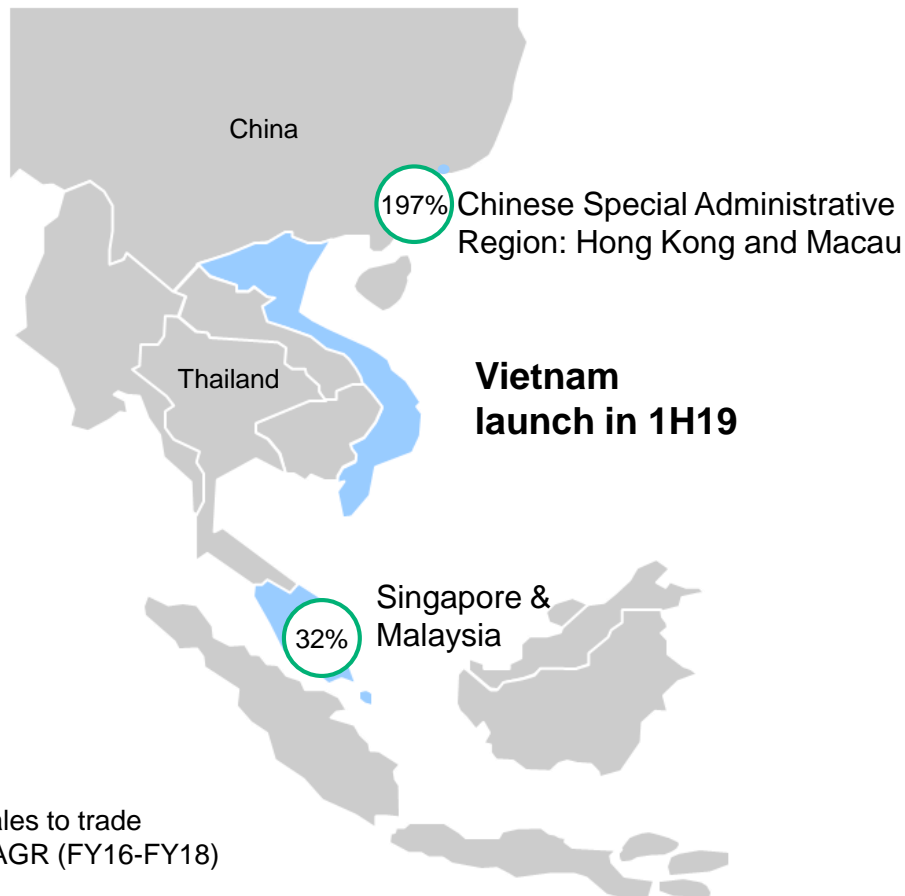 China
197%
Chinese Special Administrative
Region: Hong Kong and Macau
Thailand
Vietnam
launch in 1H19
Singapore &
Malaysia
32%
ales to trade
AGR (FY16-FY18)